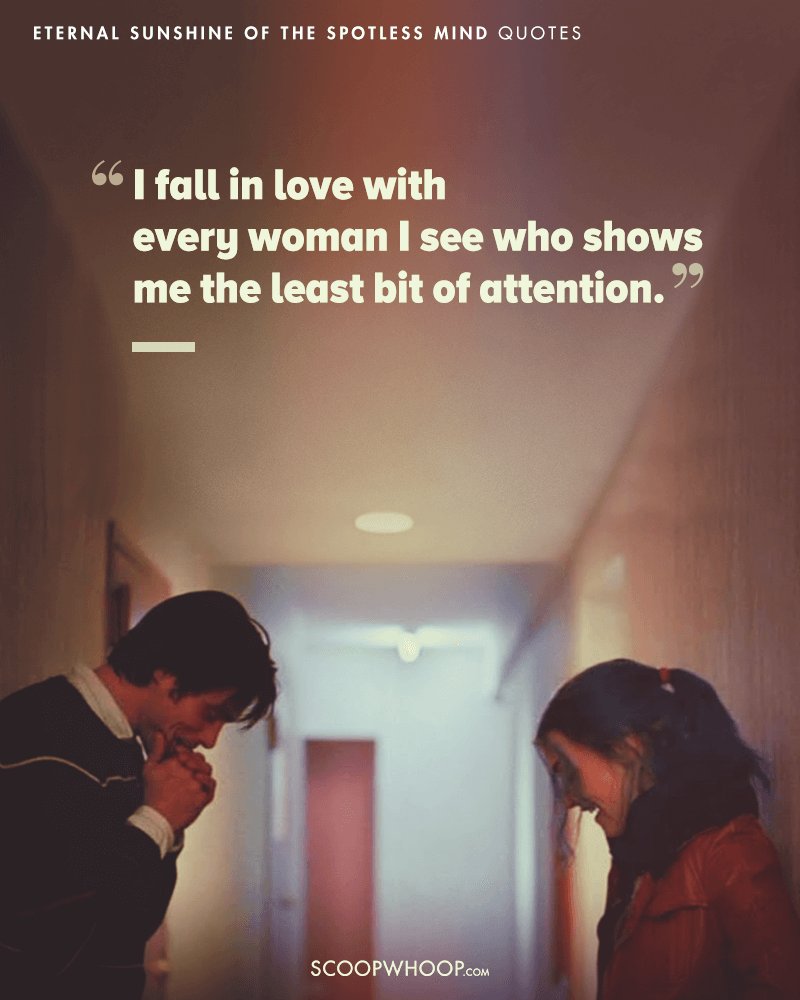 ETERNAL SUNSHINE OF THE SPOTLESS MIND QUOTES
“I fall in love with
every woman I see who shows
me the least bit of attention.”
SCOOPWHOOP.COM